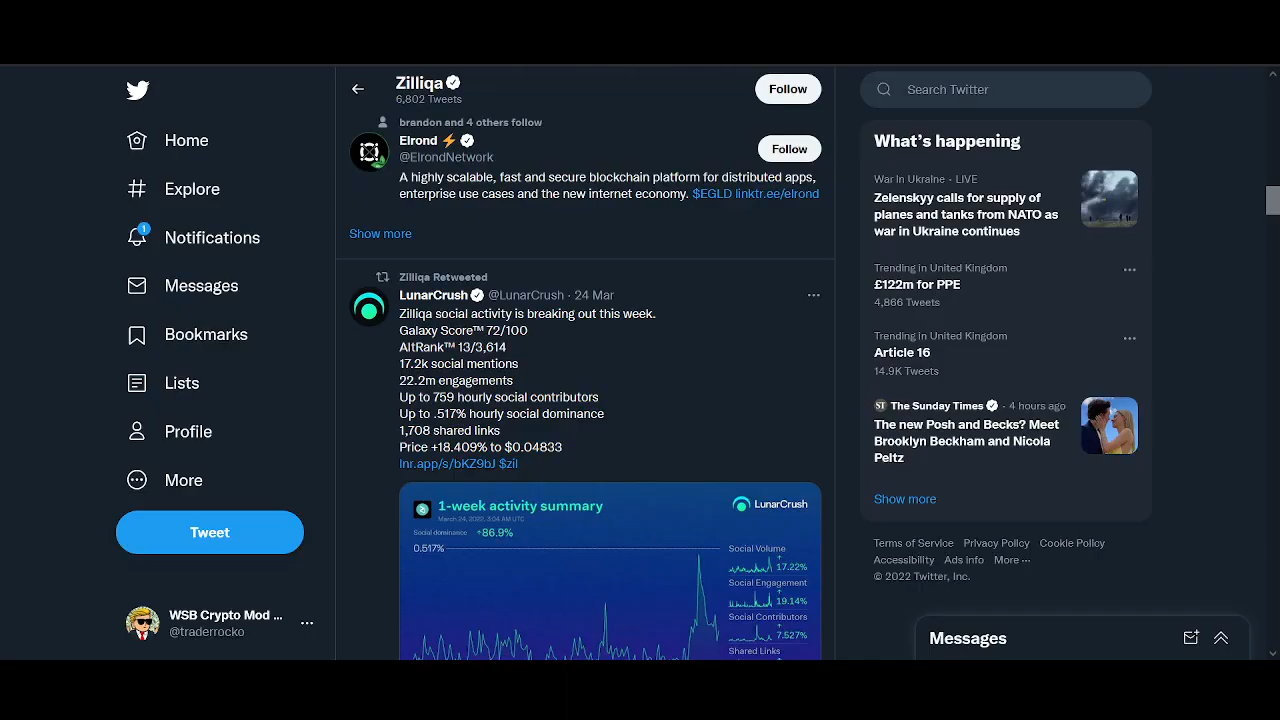 Home
Explore
1
Notifications
Messages
Bookmarks
Lists
Profile
More
Tweet
WSB Crypto Mod ...
@traderrocko
Zilliqa
6,802 Tweets
Follow
brandon and 4 others follow
Elrond ⚡
@ElrondNetwork
Follow
A highly scalable, fast and secure blockchain platform for distributed apps,
enterprise use cases and the new internet economy. $EGLD linktr.ee/elrond
Show more
Zilliqa Retweeted
LunarCrush @LunarCrush · 24 Mar
Zilliqa social activity is breaking out this week.
Galaxy Score™ 72/100
AltRank™ 13/3,614
17.2k social mentions
22.2m engagements
Up to 759 hourly social contributors
Up to .517% hourly social dominance
1,708 shared links
Price +18.409% to $0.04833
lnr.app/s/bKZ9bJ $zil
1-week activity summary
March 24, 2022, 3:04 AM UTC
LunarCrush
Social dominance ↑86.9%
0.517%
Social Volume
↑ 17.22%
Social Engagement
↑ 19.14%
Social Contributors
↑ 7.527%
Shared Links
Search Twitter
What's happening
War in Ukraine · LIVE
Zelenskyy calls for supply of
planes and tanks from NATO as
war in Ukraine continues
Trending in United Kingdom
£122m for PPE
4,866 Tweets
Trending in United Kingdom
Article 16
14.9K Tweets
ST The Sunday Times · 4 hours ago
The new Posh and Becks? Meet
Brooklyn Beckham and Nicola
Peltz
Show more
Terms of Service Privacy Policy Cookie Policy
Accessibility Ads info More ···
© 2022 Twitter, Inc.
Messages